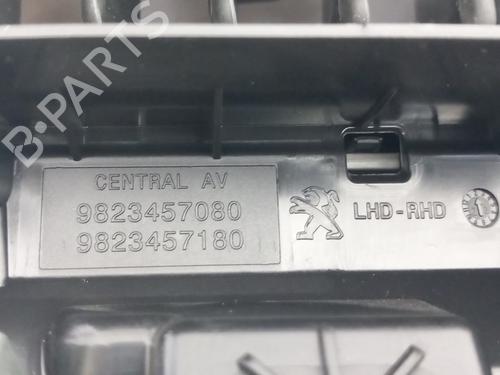 B-PARTS
CENTRAL AV
9823457080
9823457180
LHD-RHD